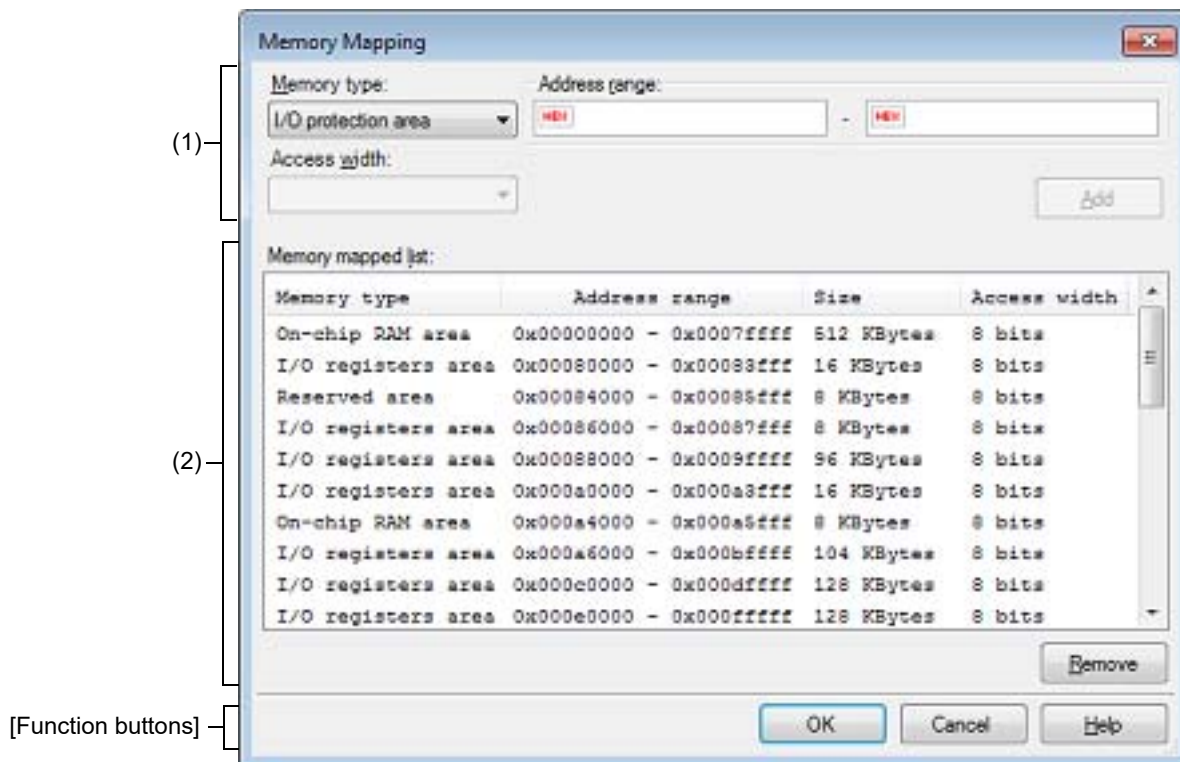 Memory Mapping
Memory type:
Address range:
(1)
I/O protection area
HEX
-
HEX
Access width:
Add
(2)
Memory mapped list:
Memory type Address range Size Access width
On-chip RAM area 0x00000000 - 0x0007ffff 512 KBytes 8 bits
I/O registers area 0x00080000 - 0x00083fff 16 KBytes 8 bits
Reserved area 0x00084000 - 0x00085fff 8 KBytes 8 bits
I/O registers area 0x00086000 - 0x00087fff 8 KBytes 8 bits
I/O registers area 0x00088000 - 0x0009ffff 96 KBytes 8 bits
I/O registers area 0x000a0000 - 0x000a3fff 16 KBytes 8 bits
On-chip RAM area 0x000a4000 - 0x000a5fff 8 KBytes 8 bits
I/O registers area 0x000a6000 - 0x000bffff 104 KBytes 8 bits
I/O registers area 0x000c0000 - 0x000dffff 128 KBytes 8 bits
I/O registers area 0x000e0000 - 0x000fffff 128 KBytes 8 bits
Remove
[Function buttons]
OK
Cancel
Help